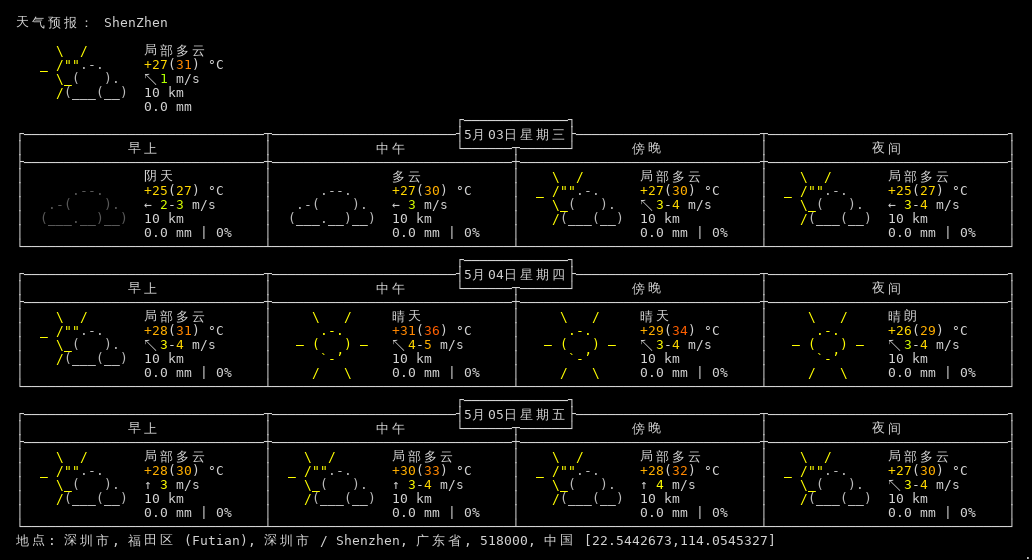 天气预报： ShenZhen
局部多云
+27(31) °C
↖ 1 m/s
10 km
0.0 mm
5月03日星期三
早上 中午 傍晚 夜间
阴天 多云 局部多云 局部多云
+25(27) °C +27(30) °C +27(30) °C +25(27) °C
← 2-3 m/s ← 3 m/s ↖ 3-4 m/s ← 3-4 m/s
10 km 10 km 10 km 10 km
0.0 mm | 0% 0.0 mm | 0% 0.0 mm | 0% 0.0 mm | 0%
5月04日星期四
早上 中午 傍晚 夜间
局部多云 晴天 晴天 晴朗
+28(31) °C +31(36) °C +29(34) °C +26(29) °C
↖ 3-4 m/s ↖ 4-5 m/s ↖ 3-4 m/s ↖ 3-4 m/s
10 km 10 km 10 km 10 km
0.0 mm | 0% 0.0 mm | 0% 0.0 mm | 0% 0.0 mm | 0%
5月05日星期五
早上 中午 傍晚 夜间
局部多云 局部多云 局部多云 局部多云
+28(30) °C +30(33) °C +28(32) °C +27(30) °C
↑ 3 m/s ↑ 3-4 m/s ↑ 4 m/s ↖ 3-4 m/s
10 km 10 km 10 km 10 km
0.0 mm | 0% 0.0 mm | 0% 0.0 mm | 0% 0.0 mm | 0%
地点: 深圳市, 福田区 (Futian), 深圳市 / Shenzhen, 广东省, 518000, 中国 [22.5442673,114.0545327]